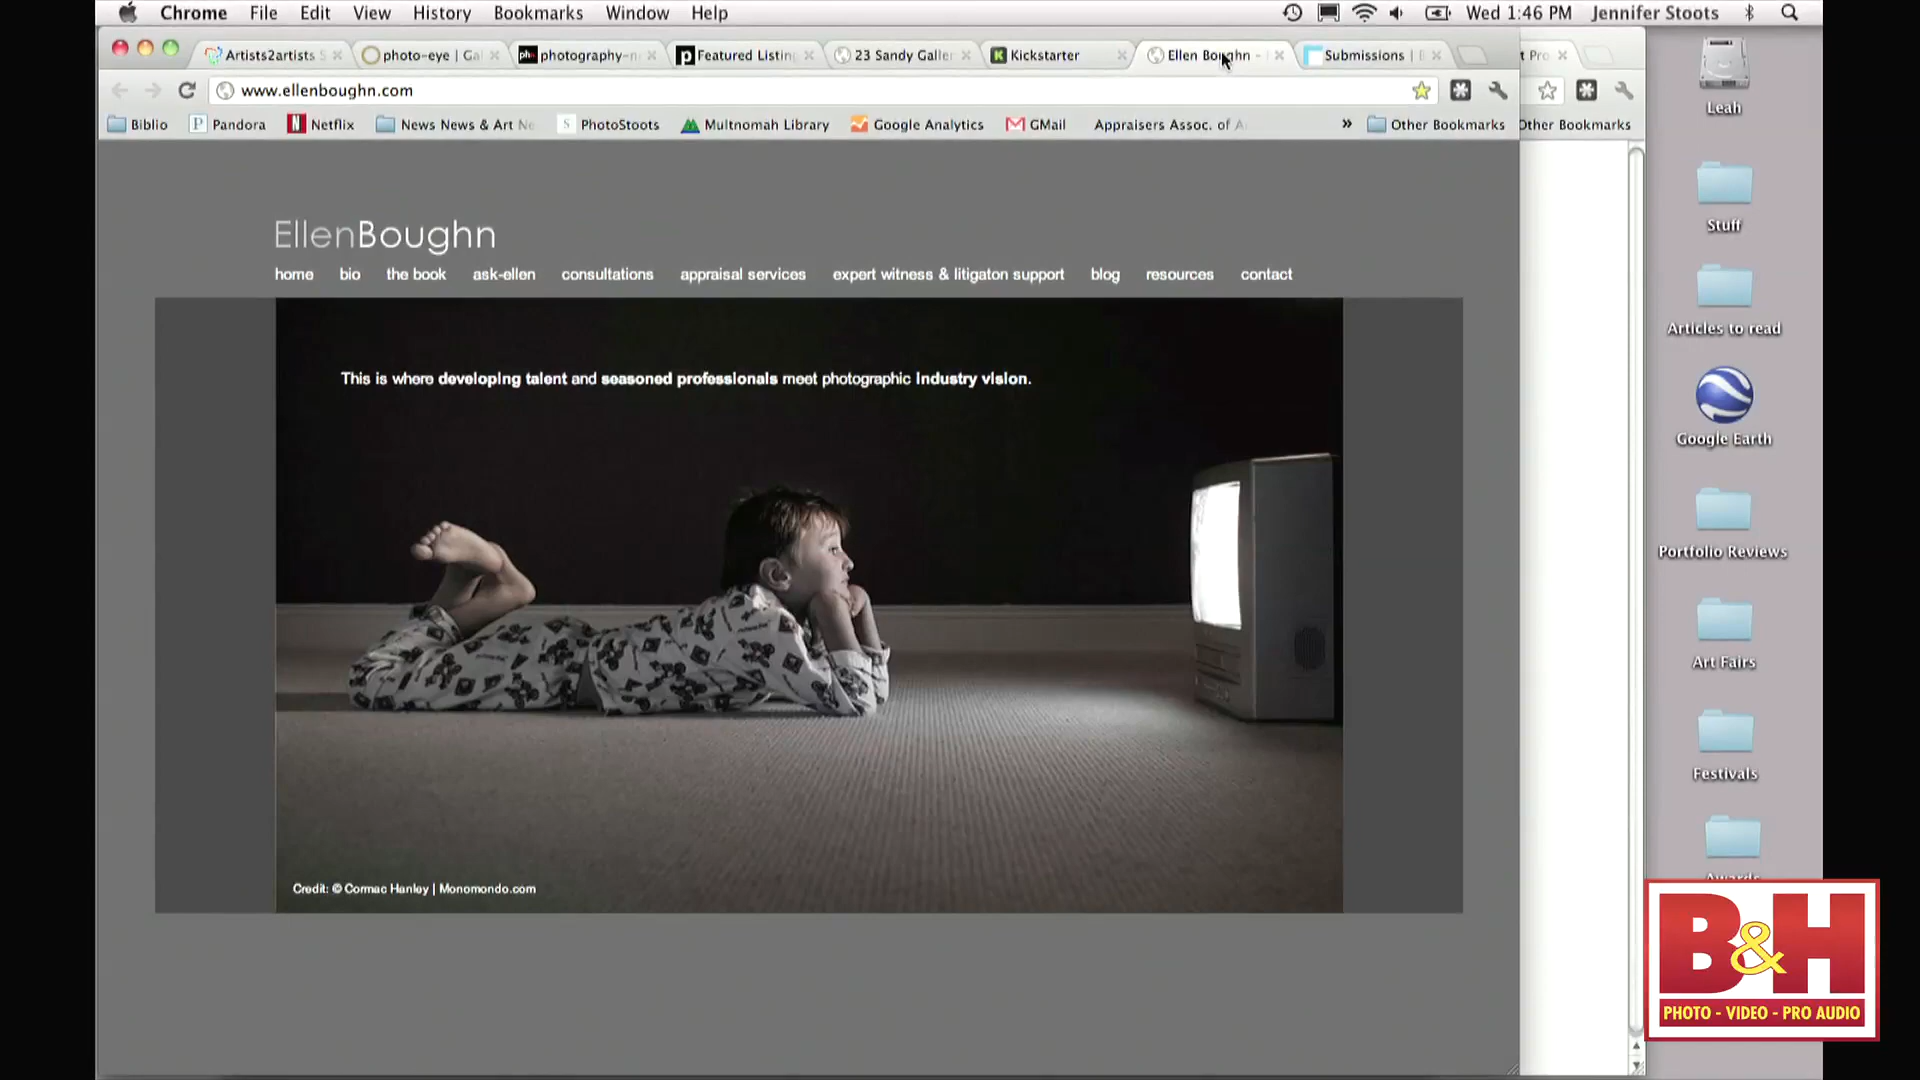 Chrome File Edit View History Bookmarks Window Help Wed 1:46 PM Jennifer Stoots
Artists2artists photo-eye | Ga photography-n Featured Listin 23 Sandy Galler Kickstarter Ellen Boughn - Submissions | t Pro
www.ellenboughn.com
Biblio Pandora Netflix News News & Art Ne PhotoStoots Multnomah Library Google Analytics GMail Appraisers Assoc. of A » Other Bookmarks Other Bookmarks
Leah
Stuff
Articles to read
Google Earth
Portfolio Reviews
Art Fairs
Festivals
Awards
EllenBoughn
home bio the book ask-ellen consultations appraisal services expert witness & litigaton support blog resources contact
This is where developing talent and seasoned professionals meet photographic industry vision.
Credit: © Cormac Hanley | Monomondo.com
B&H
PHOTO - VIDEO - PRO AUDIO